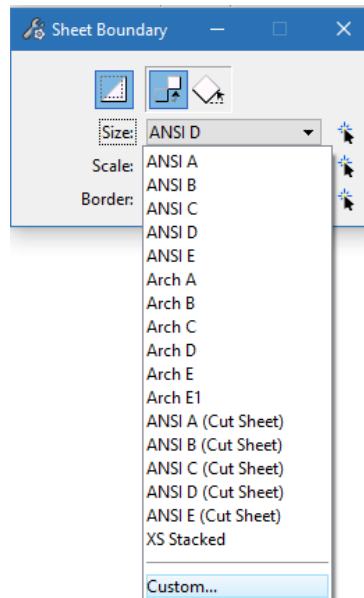 Sheet Boundary
Size: ANSI D
Scale:
Border:
ANSI A
ANSI B
ANSI C
ANSI D
ANSI E
Arch A
Arch B
Arch C
Arch D
Arch E
Arch E1
ANSI A (Cut Sheet)
ANSI B (Cut Sheet)
ANSI C (Cut Sheet)
ANSI D (Cut Sheet)
ANSI E (Cut Sheet)
XS Stacked
Custom...